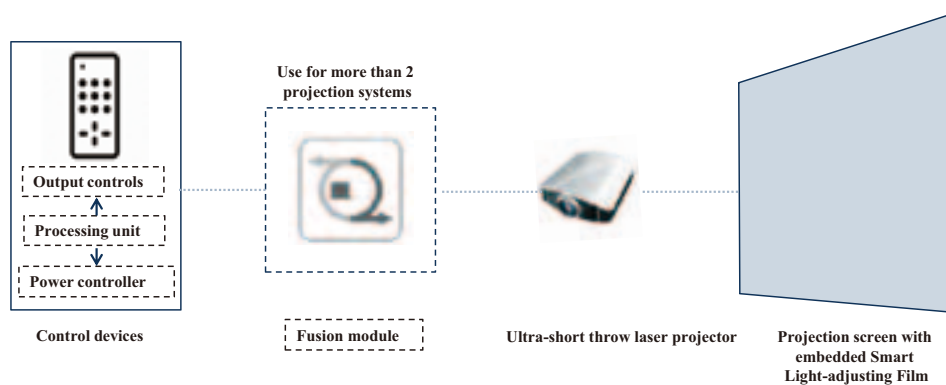 Use for more than 2
projection systems
Output controls
Processing unit
Power controller
Control devices
Fusion module
Ultra-short throw laser projector
Projection screen with
embedded Smart
Light-adjusting Film